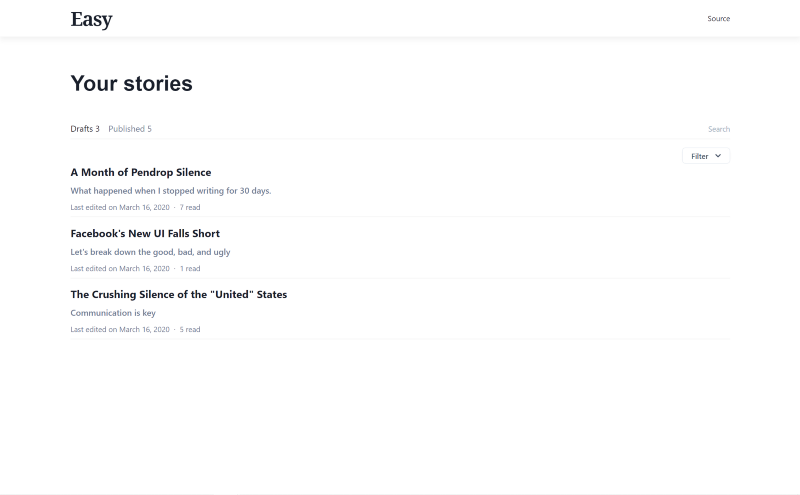 Easy
Source
Your stories
Drafts 3 Published 5
Search
Filter
A Month of Pendrop Silence
What happened when I stopped writing for 30 days.
Last edited on March 16, 2020 · 7 read
Facebook's New UI Falls Short
Let's break down the good, bad, and ugly
Last edited on March 16, 2020 · 1 read
The Crushing Silence of the "United" States
Communication is key
Last edited on March 16, 2020 · 5 read